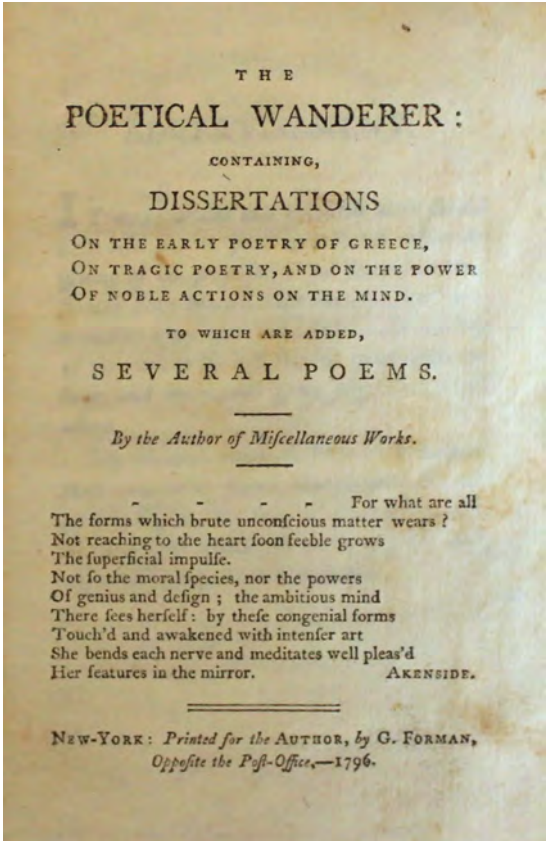 THE
POETICAL WANDERER:
CONTAINING,
DISSERTATIONS
ON THE EARLY POETRY OF GREECE,
ON TRAGIC POETRY, AND ON THE POWER
OF NOBLE ACTIONS ON THE MIND.
TO WHICH ARE ADDED,
SEVERAL POEMS.
By the Author of Miſcellaneous Works.
- - - - For what are all
The forms which brute unconſcious matter wears ?
Not reaching to the heart ſoon feeble grows
The ſuperficial impulſe.
Not ſo the moral ſpecies, nor the powers
Of genius and deſign ; the ambitious mind
There ſees herſelf : by theſe congenial forms
Touch'd and awakened with intenſer art
She bends each nerve and meditates well pleas'd
Her features in the mirror. AKENSIDE.
NEW-YORK : Printed for the AUTHOR, by G. FORMAN,
Oppoſite the Poſt-Office,—1796.